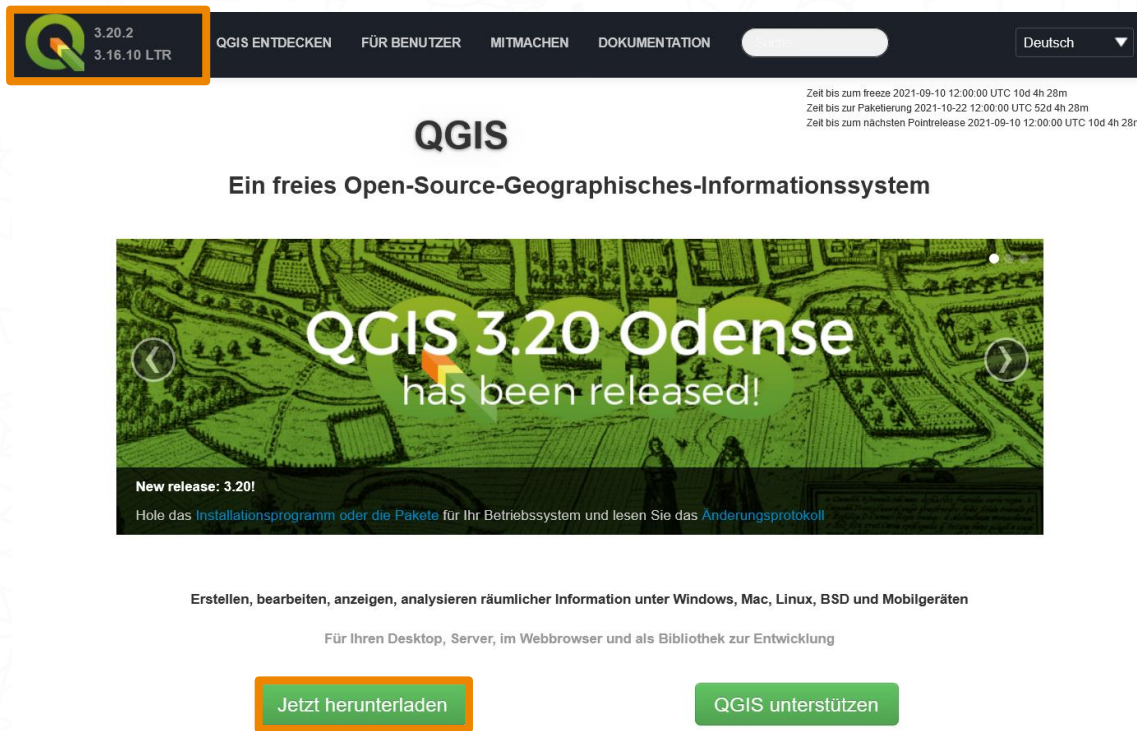 3.20.2
3.16.10 LTR
QGIS ENTDECKEN FÜR BENUTZER MITMACHEN DOKUMENTATION
Deutsch
Zeit bis zum freeze 2021-09-10 12:00:00 UTC 10d 4h 28m
Zeit bis zur Paketierung 2021-10-22 12:00:00 UTC 52d 4h 28m
Zeit bis zum nächsten Pointrelease 2021-09-10 12:00:00 UTC 10d 4h 28m
QGIS
Ein freies Open-Source-Geographisches-Informationssystem
QGIS
QGIS 3.20 Odense
has been released!
New release: 3.20!
Hole das Installationsprogramm oder die Pakete für Ihr Betriebssystem und lesen Sie das Änderungsprotokoll
Erstellen, bearbeiten, anzeigen, analysieren räumlicher Information unter Windows, Mac, Linux, BSD und Mobilgeräten
Für Ihren Desktop, Server, im Webbrowser und als Bibliothek zur Entwicklung
Jetzt herunterladen
QGIS unterstützen